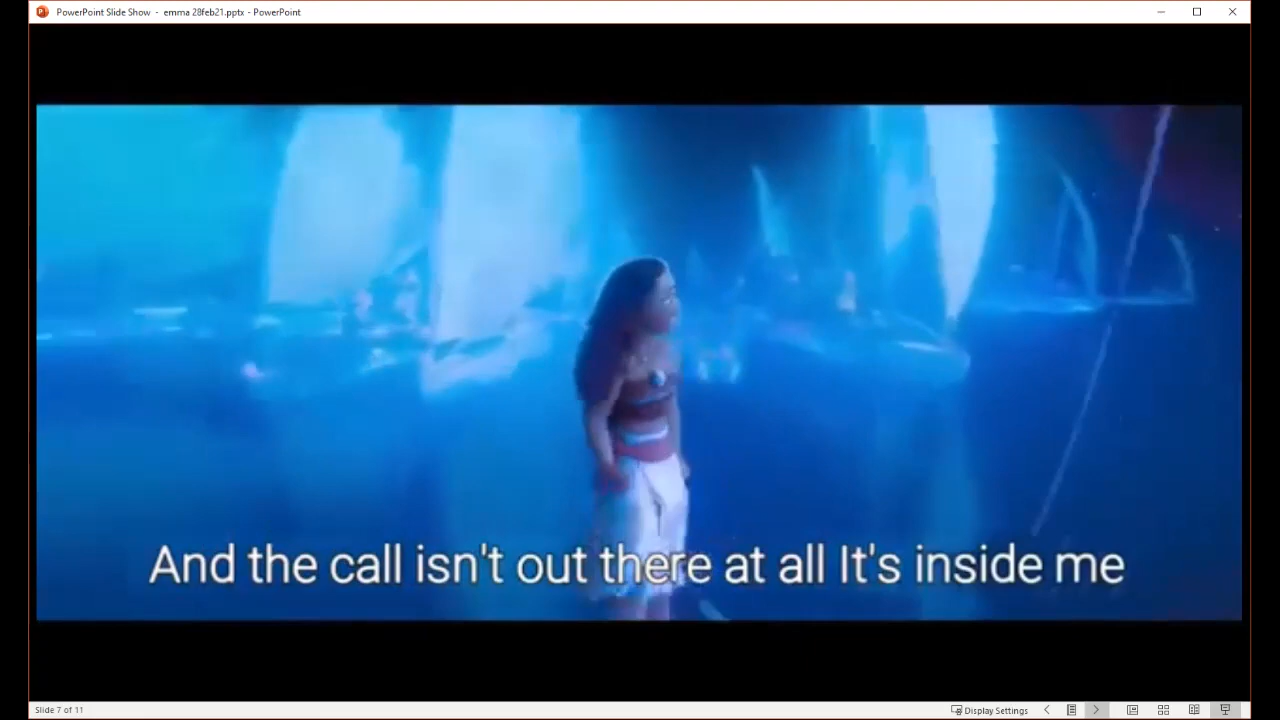 PowerPoint Slide Show - emma 28feb21.pptx - PowerPoint
And the call isn't out there at all It's inside me
Slide 7 of 11
Display Settings